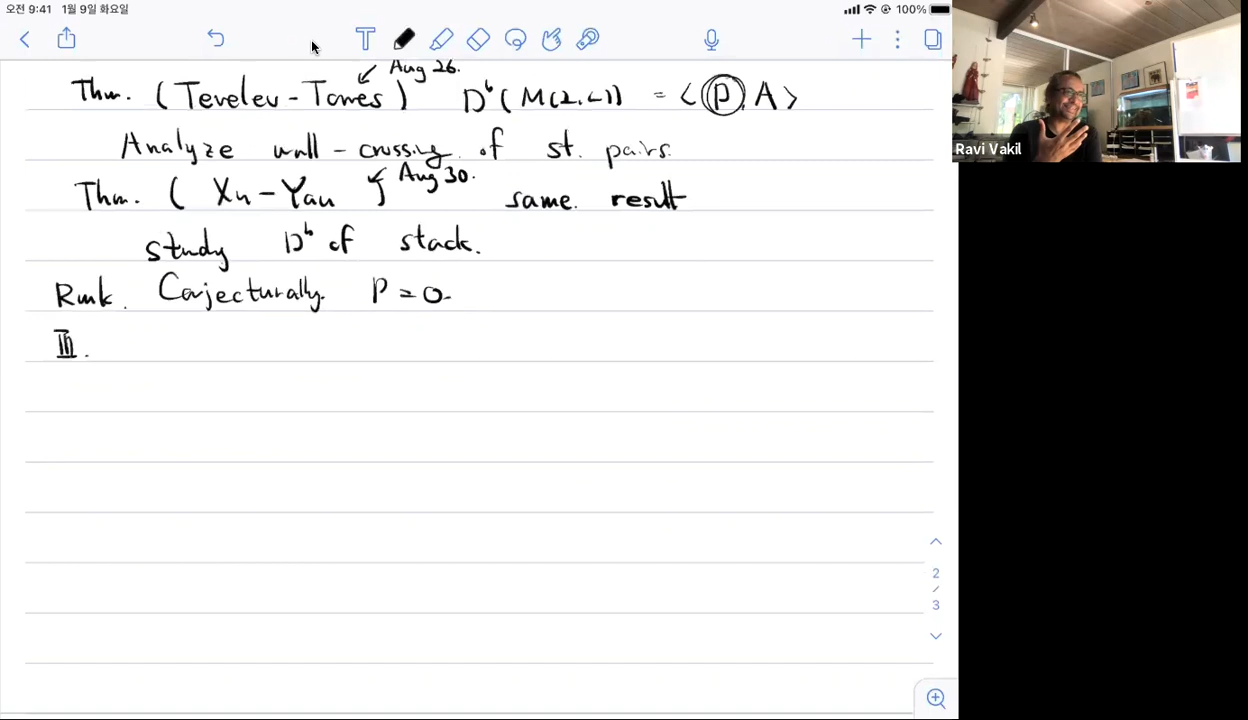 오전 9:41 1월 9일 화요일
100%
Aug 26.
Thm. (Tevelev-Torres) D^b(M(2,L)) = <P, A>
Analyze wall-crossing of st. pairs.
Aug 30.
Thm. (Xu-Yau) same result
study D^b of stack.
Rmk. Conjecturally. P=0.
III.
Ravi Vakil
2
/
3